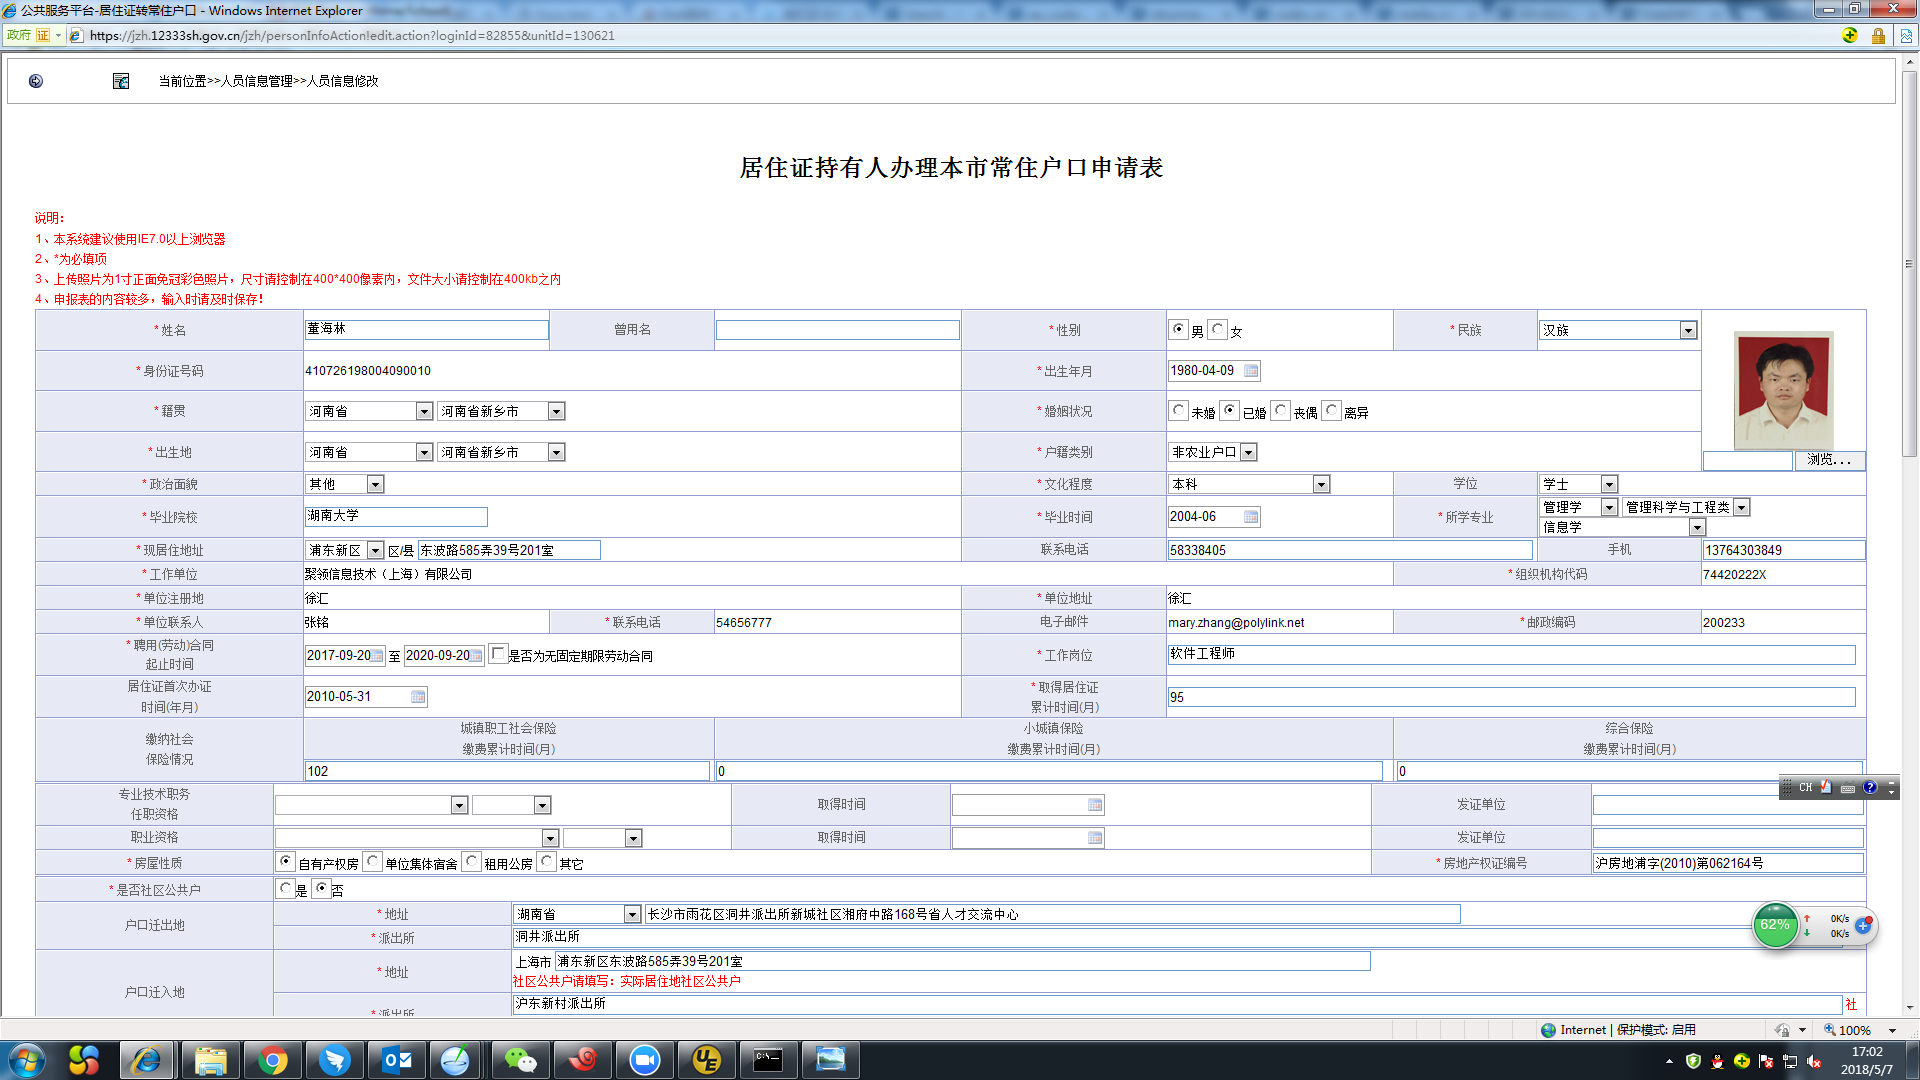 公共服务平台-居住证转常住户口 - Windows Internet Explorer
政府 证 https://jzh.12333sh.gov.cn/jzh/personInfoAction!edit.action?loginId=82855&unitId=130621
当前位置>>人员信息管理>>人员信息修改
居住证持有人办理本市常住户口申请表
说明：
1、本系统建议使用IE7.0以上浏览器
2、*为必填项
3、上传照片为1寸正面免冠彩色照片，尺寸请控制在400*400像素内，文件大小请控制在400kb之内
4、申报表的内容较多，输入时请及时保存！
*姓名 董海林 曾用名 *性别 男 女 *民族 汉族
*身份证号码 410726198004090010 *出生年月 1980-04-09
*籍贯 河南省 河南省新乡市 *婚姻状况 未婚 已婚 丧偶 离异
*出生地 河南省 河南省新乡市 *户籍类别 非农业户口 浏览...
*政治面貌 其他 *文化程度 本科 学位 学士
*毕业院校 湖南大学 *毕业时间 2004-06 *所学专业 管理学 管理科学与工程类
信息学
*现居住地址 浦东新区 区/县 东波路585弄39号201室 联系电话 58338405 手机 13764303849
*工作单位 聚领信息技术（上海）有限公司 *组织机构代码 74420222X
*单位注册地 徐汇 *单位地址 徐汇
*单位联系人 张铭 *联系电话 54656777 电子邮件 mary.zhang@polylink.net *邮政编码 200233
*聘用(劳动)合同
起止时间 2017-09-20 至 2020-09-20 是否为无固定期限劳动合同 *工作岗位 软件工程师
居住证首次办证
时间(年月) 2010-05-31 *取得居住证
累计时间(月) 95
缴纳社会
保险情况 城镇职工社会保险
缴费累计时间(月) 小城镇保险
缴费累计时间(月) 综合保险
缴费累计时间(月)
102 0 0
专业技术职务
任职资格 取得时间 发证单位
职业资格 取得时间 发证单位
*房屋性质 自有产权房 单位集体宿舍 租用公房 其它 *房地产权证编号 沪房地浦字(2010)第062164号
*是否社区公共户 是 否
户口迁出地 *地址 湖南省 长沙市雨花区洞井派出所新城社区湘府中路168号省人才交流中心
*派出所 洞井派出所
户口迁入地 *地址 上海市 浦东新区东波路585弄39号201室
社区公共户请填写：实际居住地社区公共户
*派出所 沪东新村派出所 社
CH
62% 0K/s
0K/s
Internet | 保护模式: 启用 100%
17:02
2018/5/7